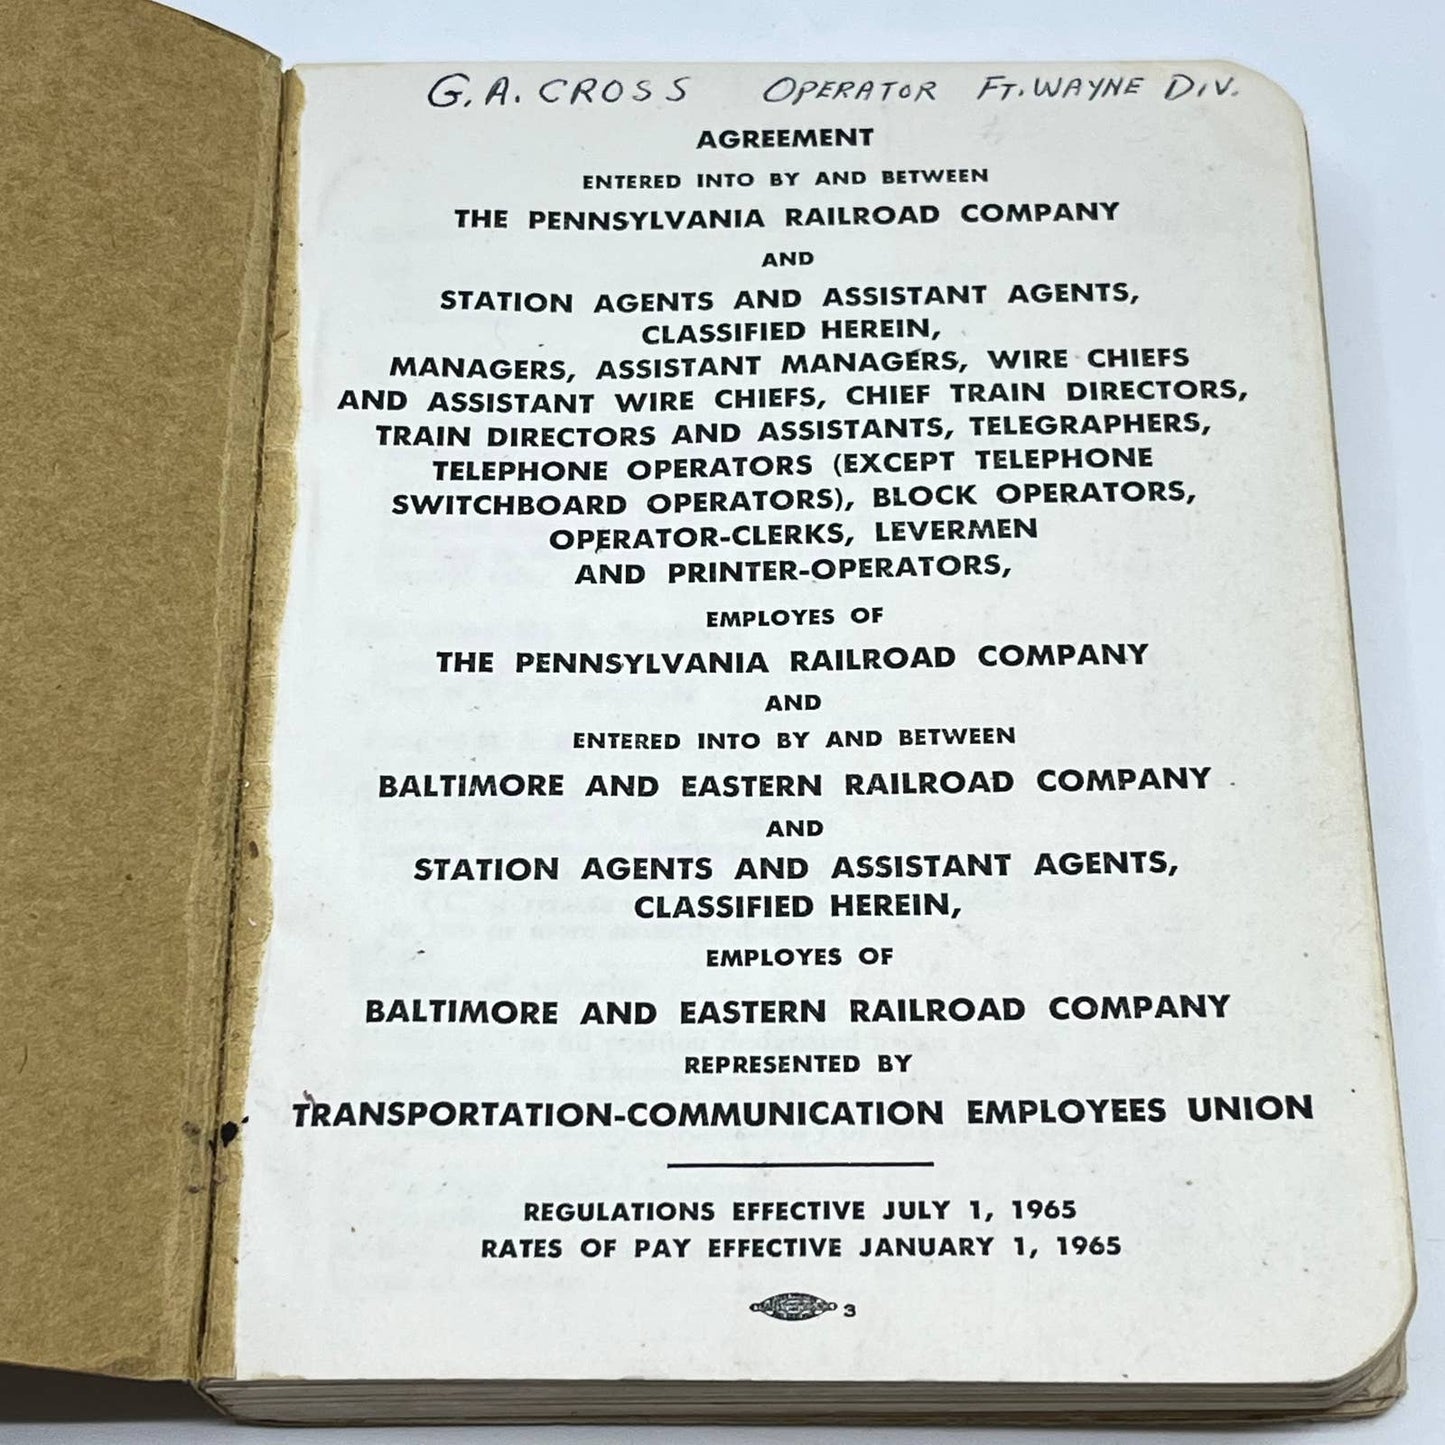 G. A. CROSS OPERATOR FT. WAYNE DIV.
AGREEMENT
ENTERED INTO BY AND BETWEEN
THE PENNSYLVANIA RAILROAD COMPANY
AND
STATION AGENTS AND ASSISTANT AGENTS,
CLASSIFIED HEREIN,
MANAGERS, ASSISTANT MANAGERS, WIRE CHIEFS
AND ASSISTANT WIRE CHIEFS, CHIEF TRAIN DIRECTORS,
TRAIN DIRECTORS AND ASSISTANTS, TELEGRAPHERS,
TELEPHONE OPERATORS (EXCEPT TELEPHONE
SWITCHBOARD OPERATORS), BLOCK OPERATORS,
OPERATOR-CLERKS, LEVERMEN
AND PRINTER-OPERATORS,
EMPLOYES OF
THE PENNSYLVANIA RAILROAD COMPANY
AND
ENTERED INTO BY AND BETWEEN
BALTIMORE AND EASTERN RAILROAD COMPANY
AND
STATION AGENTS AND ASSISTANT AGENTS,
CLASSIFIED HEREIN,
EMPLOYES OF
BALTIMORE AND EASTERN RAILROAD COMPANY
REPRESENTED BY
TRANSPORTATION-COMMUNICATION EMPLOYEES UNION
REGULATIONS EFFECTIVE JULY 1, 1965
RATES OF PAY EFFECTIVE JANUARY 1, 1965
3